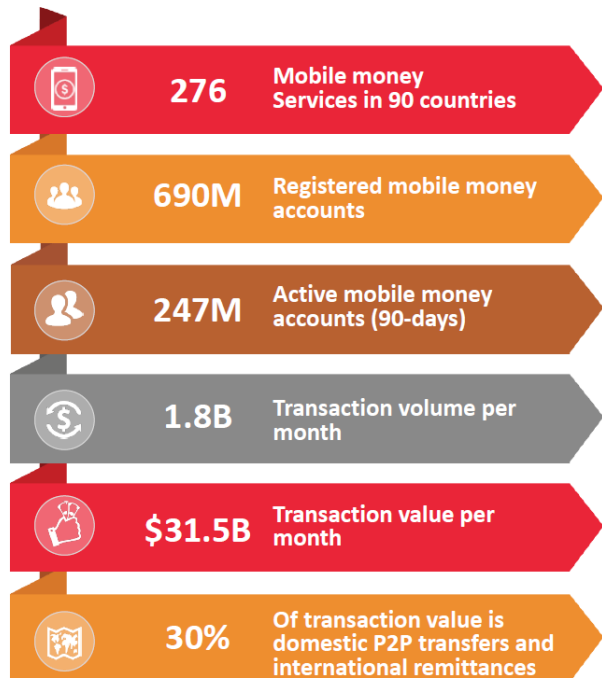 276
Mobile money
Services in 90 countries
690M
Registered mobile money
accounts
247M
Active mobile money
accounts (90-days)
1.8B
Transaction volume per
month
$31.5B
Transaction value per
month
30%
Of transaction value is
domestic P2P transfers and
international remittances